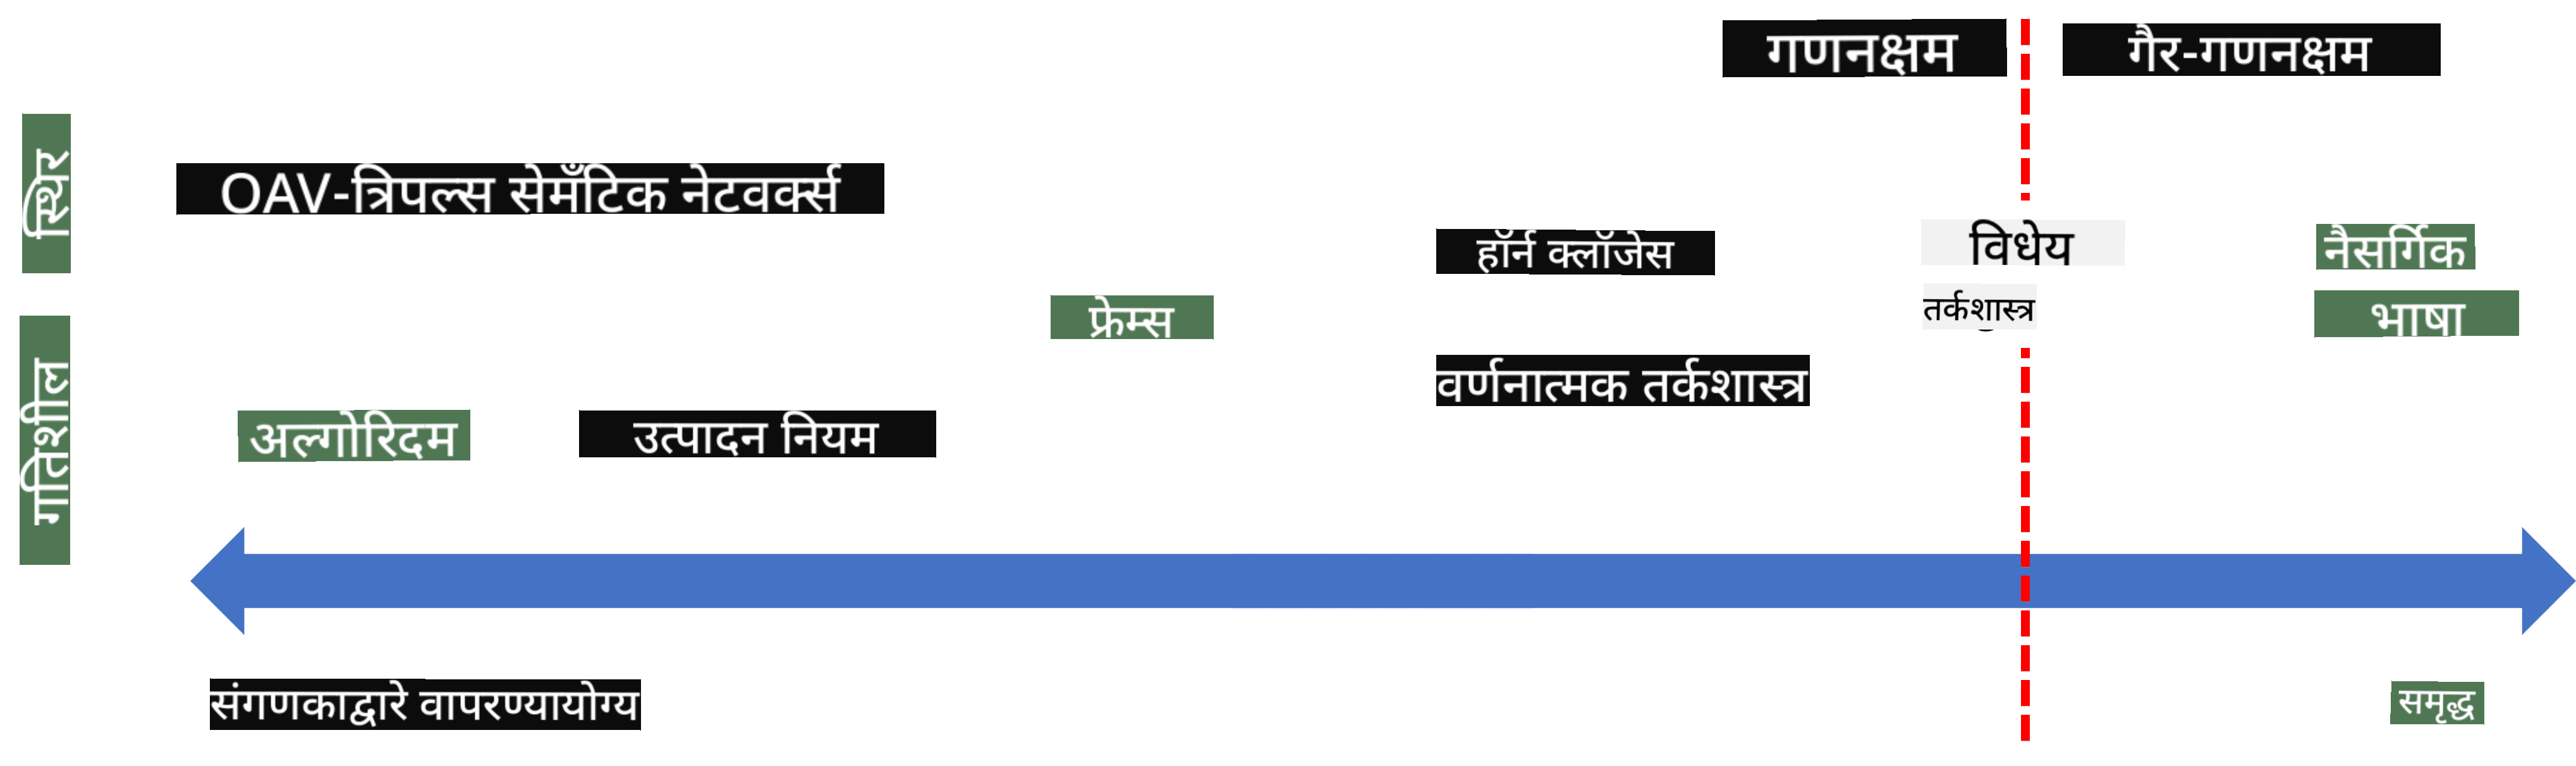 गणनक्षम
गैर-गणनक्षम
स्थिर
OAV-त्रिपल्स सेमॅंटिक नेटवर्क्स
हॉर्न क्लॉजेस
विधेय
नैसर्गिक
तर्कशास्त्र
भाषा
फ्रेम्स
गतिशील
वर्णनात्मक तर्कशास्त्र
अल्गोरिदम
उत्पादन नियम
संगणकाद्वारे वापरण्यायोग्य
समृद्ध